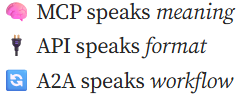 🧠 MCP speaks meaning
🔌 API speaks format
🔄 A2A speaks workflow